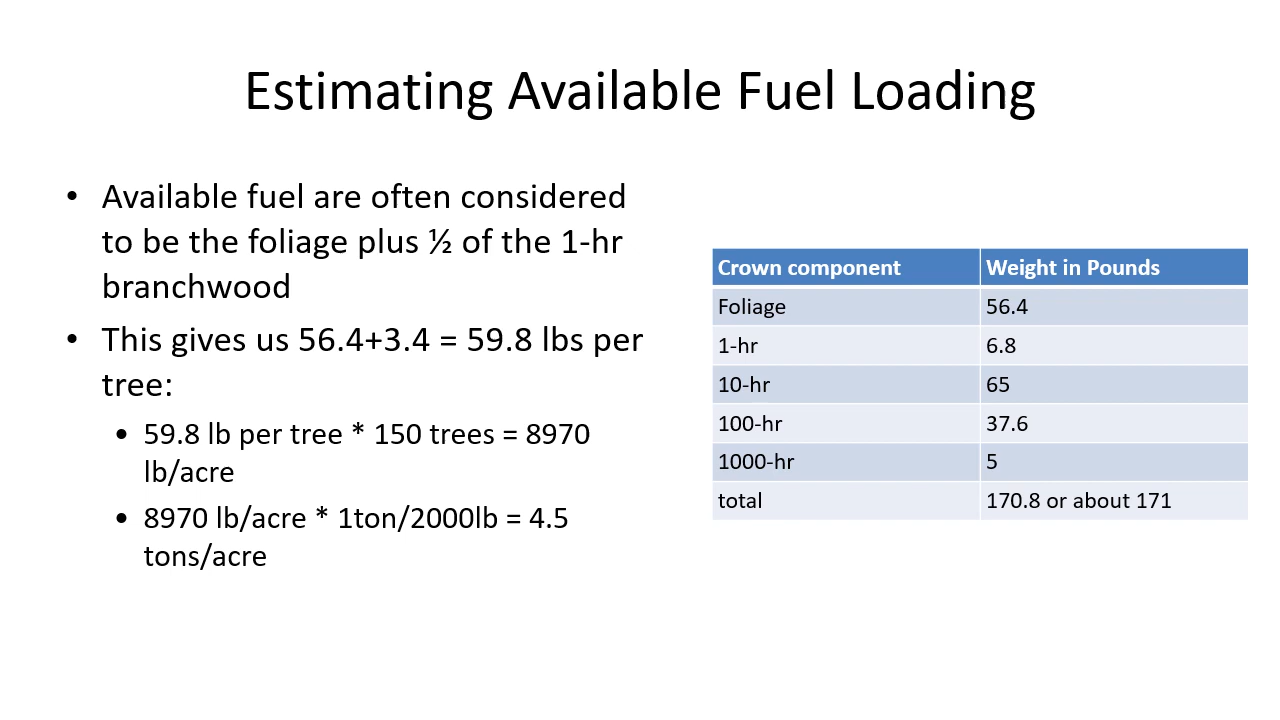 Estimating Available Fuel Loading
• Available fuel are often considered
to be the foliage plus ½ of the 1-hr
branchwood
• This gives us 56.4+3.4 = 59.8 lbs per
tree:
• 59.8 lb per tree * 150 trees = 8970
lb/acre
• 8970 lb/acre * 1ton/2000lb = 4.5
tons/acre
Crown component Weight in Pounds
Foliage 56.4
1-hr 6.8
10-hr 65
100-hr 37.6
1000-hr 5
total 170.8 or about 171